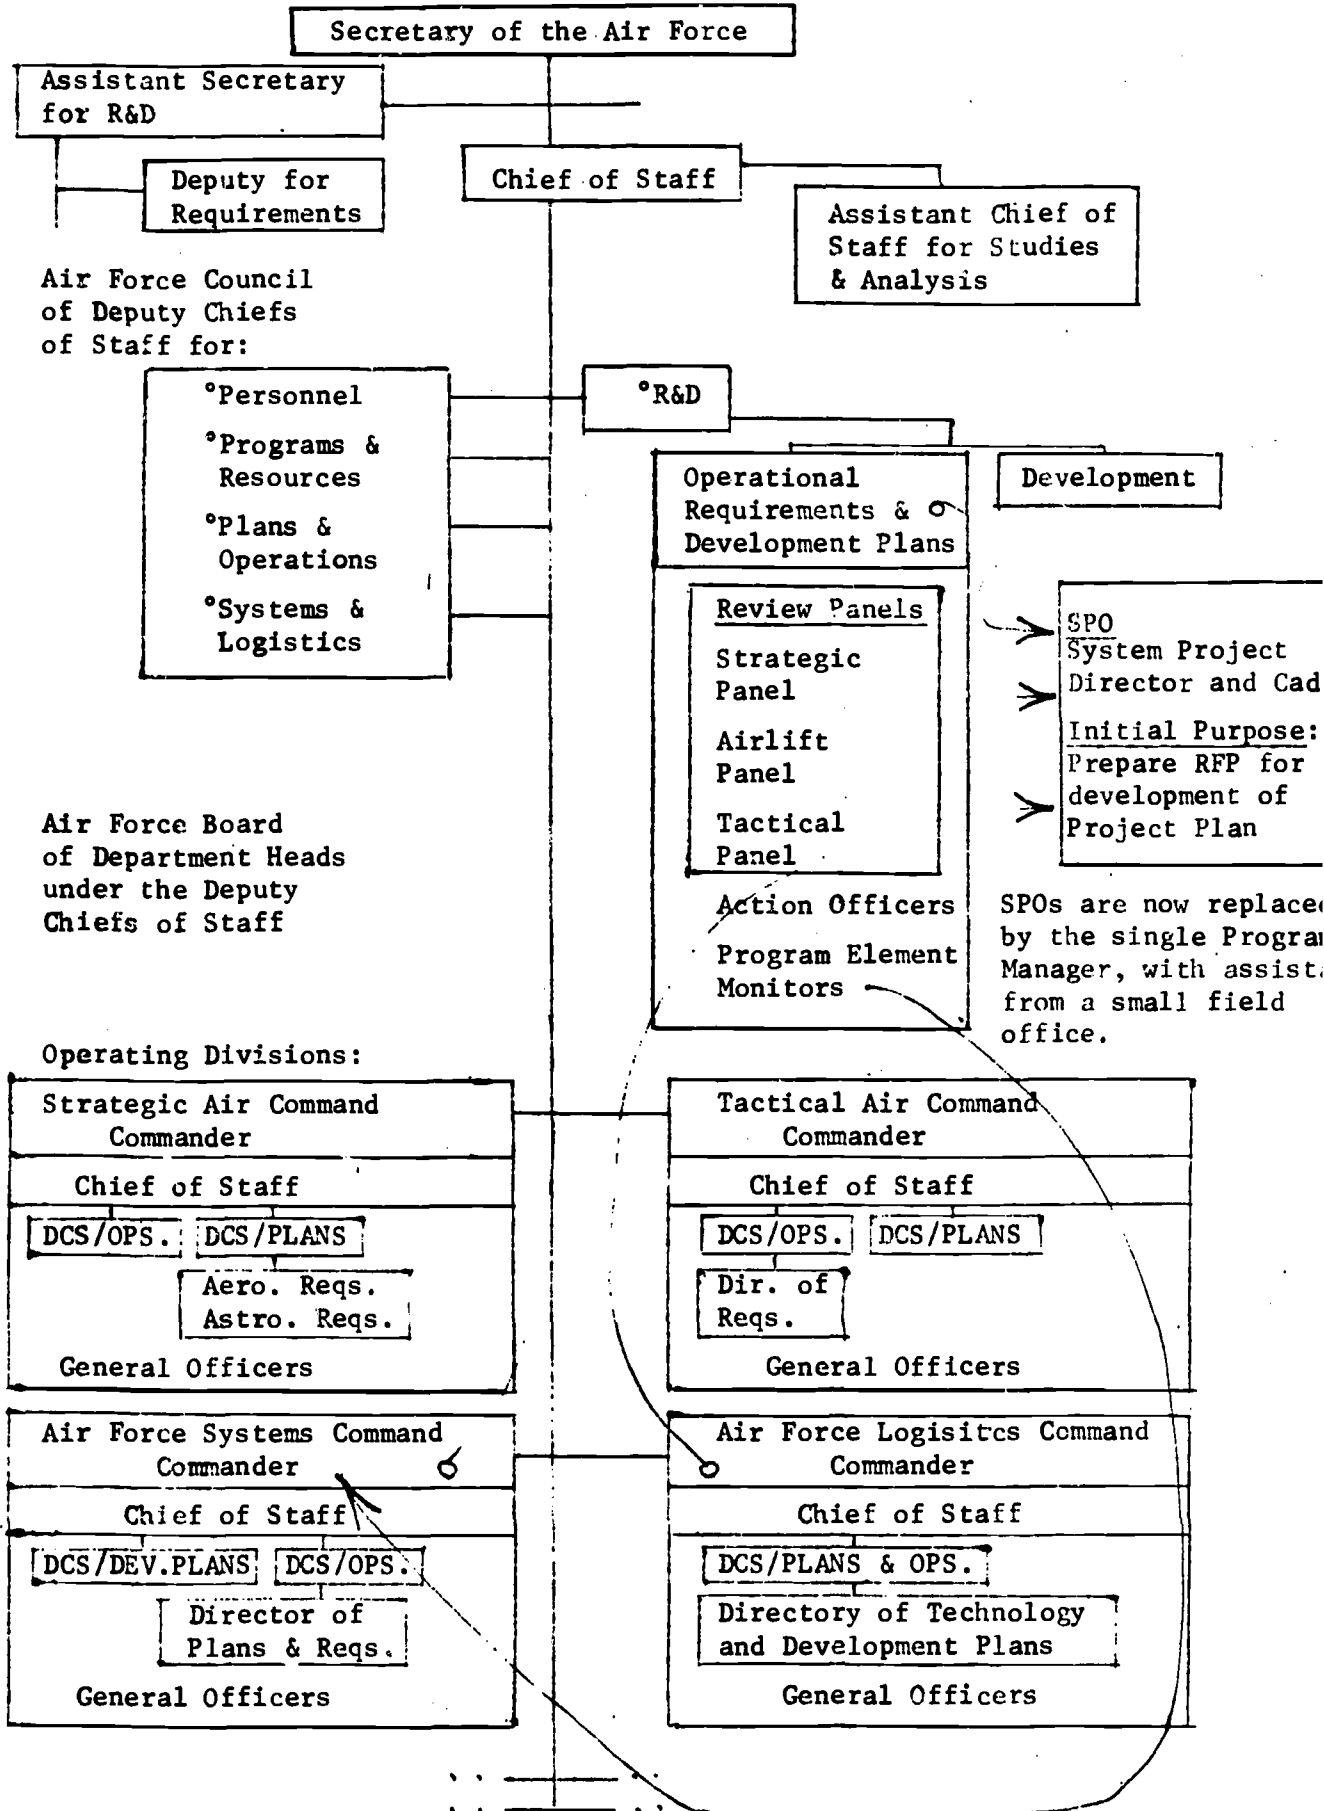 Secretary of the Air Force
Assistant Secretary
for R&D
Deputy for
Requirements
Chief of Staff
Assistant Chief of
Staff for Studies
& Analysis
Air Force Council
of Deputy Chiefs
of Staff for:
°Personnel
°Programs &
Resources
°Plans &
Operations
°Systems &
Logistics
°R&D
Operational
Requirements &
Development Plans
Development
Review Panels
Strategic
Panel
Airlift
Panel
Tactical
Panel
Action Officers
Program Element
Monitors
SPO
System Project
Director and Cad
Initial Purpose:
Prepare RFP for
development of
Project Plan
SPOs are now replace
by the single Progra
Manager, with assist
from a small field
office.
Air Force Board
of Department Heads
under the Deputy
Chiefs of Staff
Operating Divisions:
Strategic Air Command
Commander
Chief of Staff
DCS/OPS.
DCS/PLANS
Aero. Reqs.
Astro. Reqs.
General Officers
Tactical Air Command
Commander
Chief of Staff
DCS/OPS.
DCS/PLANS
Dir. of
Reqs.
General Officers
Air Force Systems Command
Commander
Chief of Staff
DCS/DEV.PLANS
DCS/OPS.
Director of
Plans & Reqs.
General Officers
Air Force Logisitcs Command
Commander
Chief of Staff
DCS/PLANS & OPS.
Directory of Technology
and Development Plans
General Officers